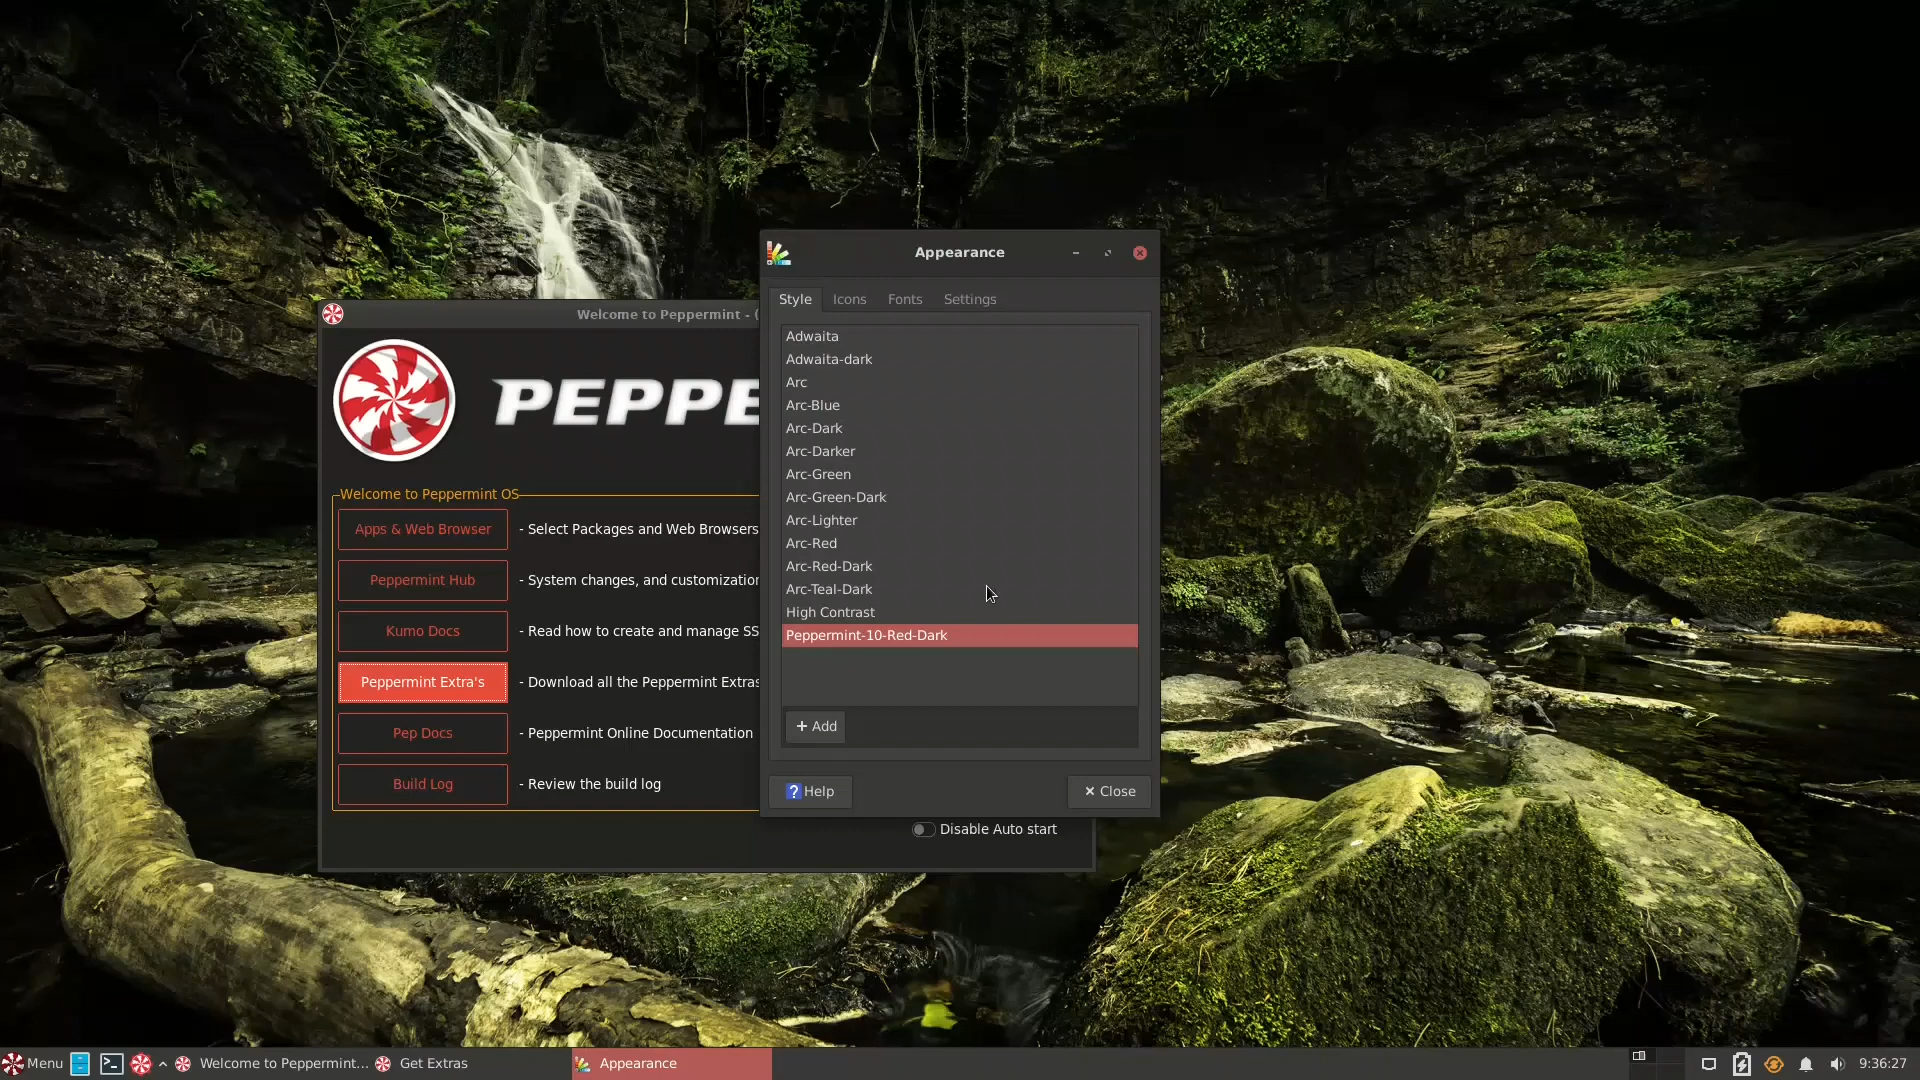 Appearance
Style Icons Fonts Settings
Adwaita
Adwaita-dark
Arc
Arc-Blue
Arc-Dark
Arc-Darker
Arc-Green
Arc-Green-Dark
Arc-Lighter
Arc-Red
Arc-Red-Dark
Arc-Teal-Dark
High Contrast
Peppermint-10-Red-Dark
+ Add
? Help
× Close
Welcome to Peppermint - (
PEPPE
Welcome to Peppermint OS
Apps & Web Browser - Select Packages and Web Browsers
Peppermint Hub - System changes, and customization
Kumo Docs - Read how to create and manage SS
Peppermint Extra's - Download all the Peppermint Extras
Pep Docs - Peppermint Online Documentation
Build Log - Review the build log
Disable Auto start
Menu Welcome to Peppermint... Get Extras Appearance 9:36:27